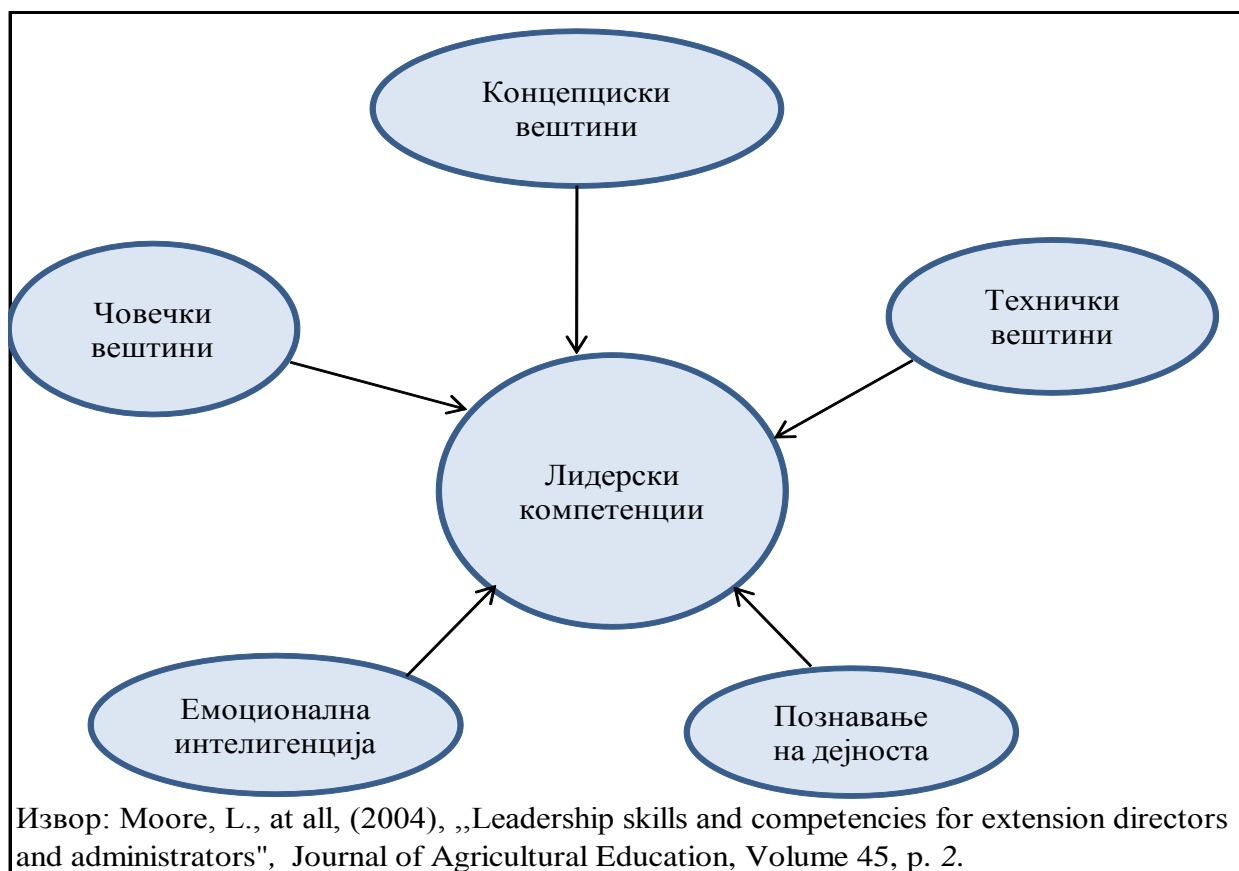 Концепциски
вештини
Човечки
вештини
Технички
вештини
Лидерски
компетенции
Емоционална
интелигенција
Познавање
на дејноста
Извор: Moore, L., at all, (2004), ,,Leadership skills and competencies for extension directors
and administrators", Journal of Agricultural Education, Volume 45, p. 2.